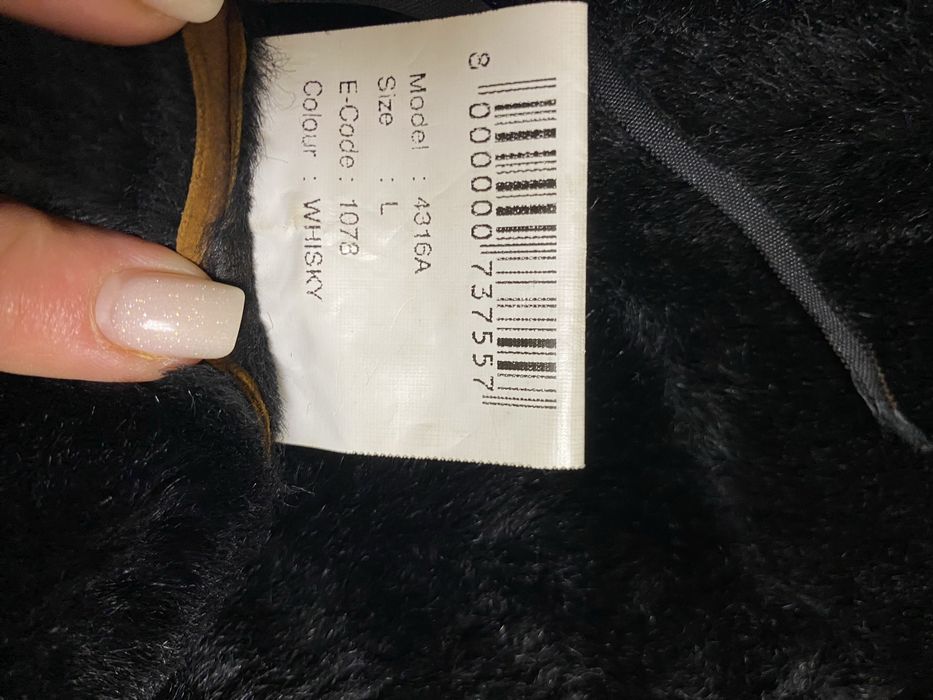 8 000000 737557
Model : 4316A
Size : L
E-Code: 1078
Colour : WHISKY